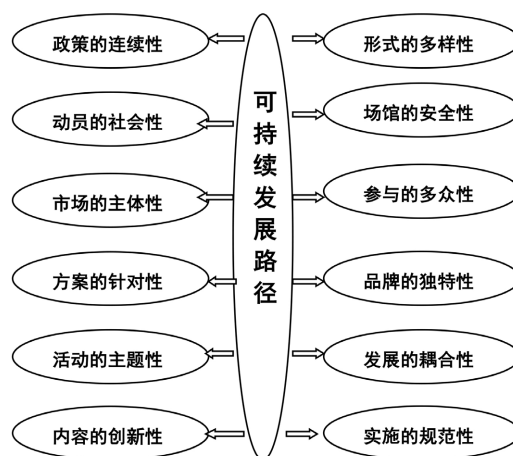 政策的连续性
形式的多样性
动员的社会性
场馆的安全性
可持续发展路径
市场的主体性
参与的多众性
方案的针对性
品牌的独特性
活动的主题性
发展的耦合性
内容的创新性
实施的规范性